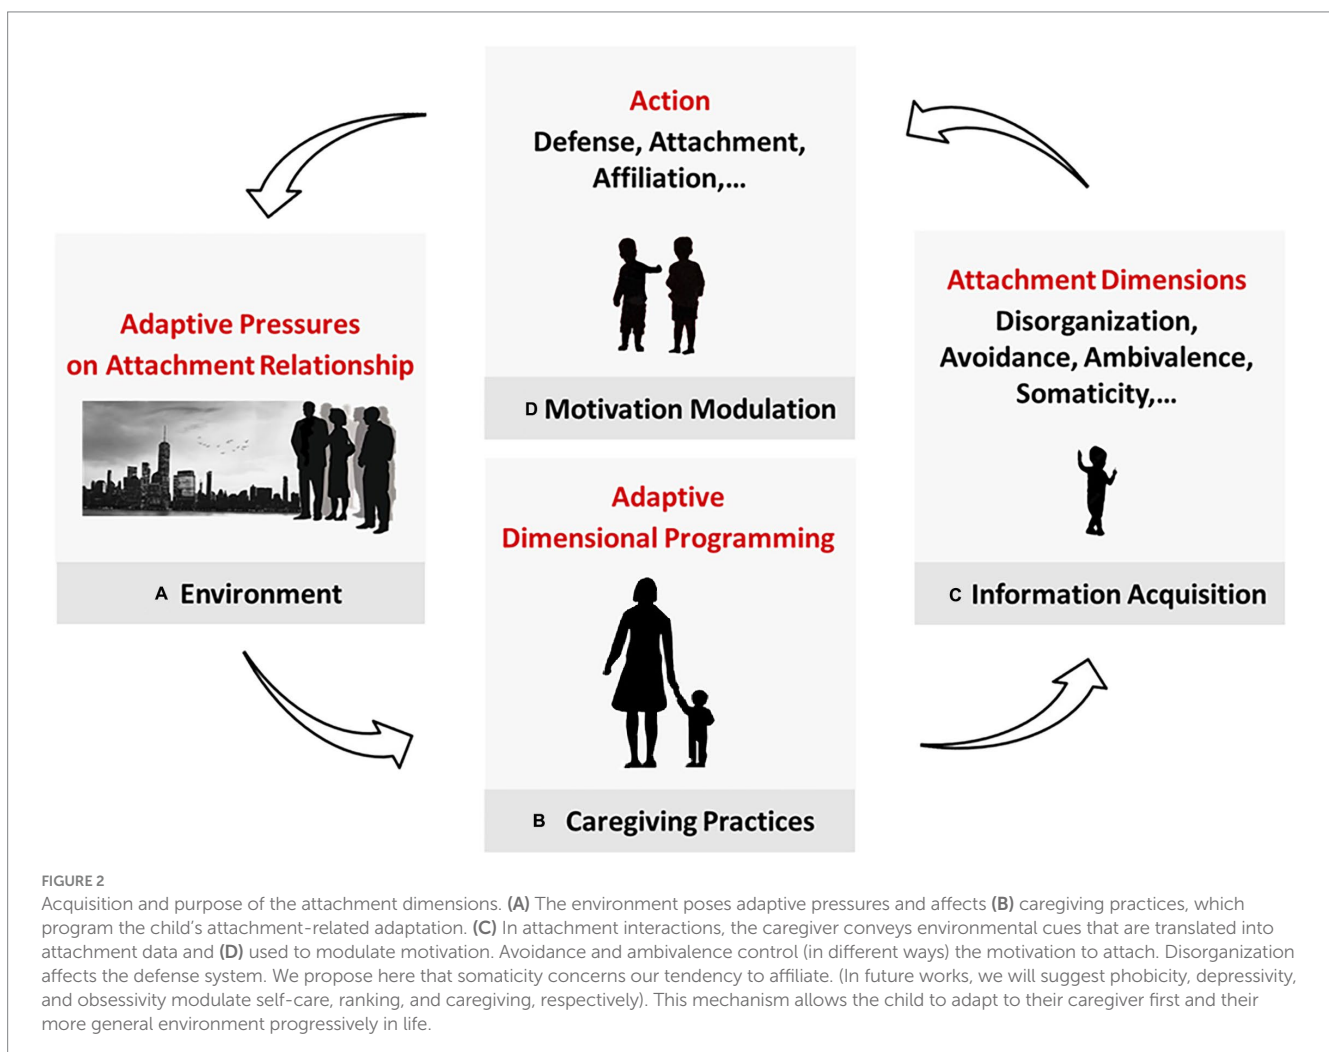 Action
Defense, Attachment,
Affiliation,...
D Motivation Modulation
Adaptive Pressures
on Attachment Relationship
A Environment
Attachment Dimensions
Disorganization,
Avoidance, Ambivalence,
Somaticity,...
C Information Acquisition
Adaptive
Dimensional Programming
B Caregiving Practices
FIGURE 2
Acquisition and purpose of the attachment dimensions. (A) The environment poses adaptive pressures and affects (B) caregiving practices, which
program the child's attachment-related adaptation. (C) In attachment interactions, the caregiver conveys environmental cues that are translated into
attachment data and (D) used to modulate motivation. Avoidance and ambivalence control (in different ways) the motivation to attach. Disorganization
affects the defense system. We propose here that somaticity concerns our tendency to affiliate. (In future works, we will suggest phobicity, depressivity,
and obsessivity modulate self-care, ranking, and caregiving, respectively). This mechanism allows the child to adapt to their caregiver first and their
more general environment progressively in life.